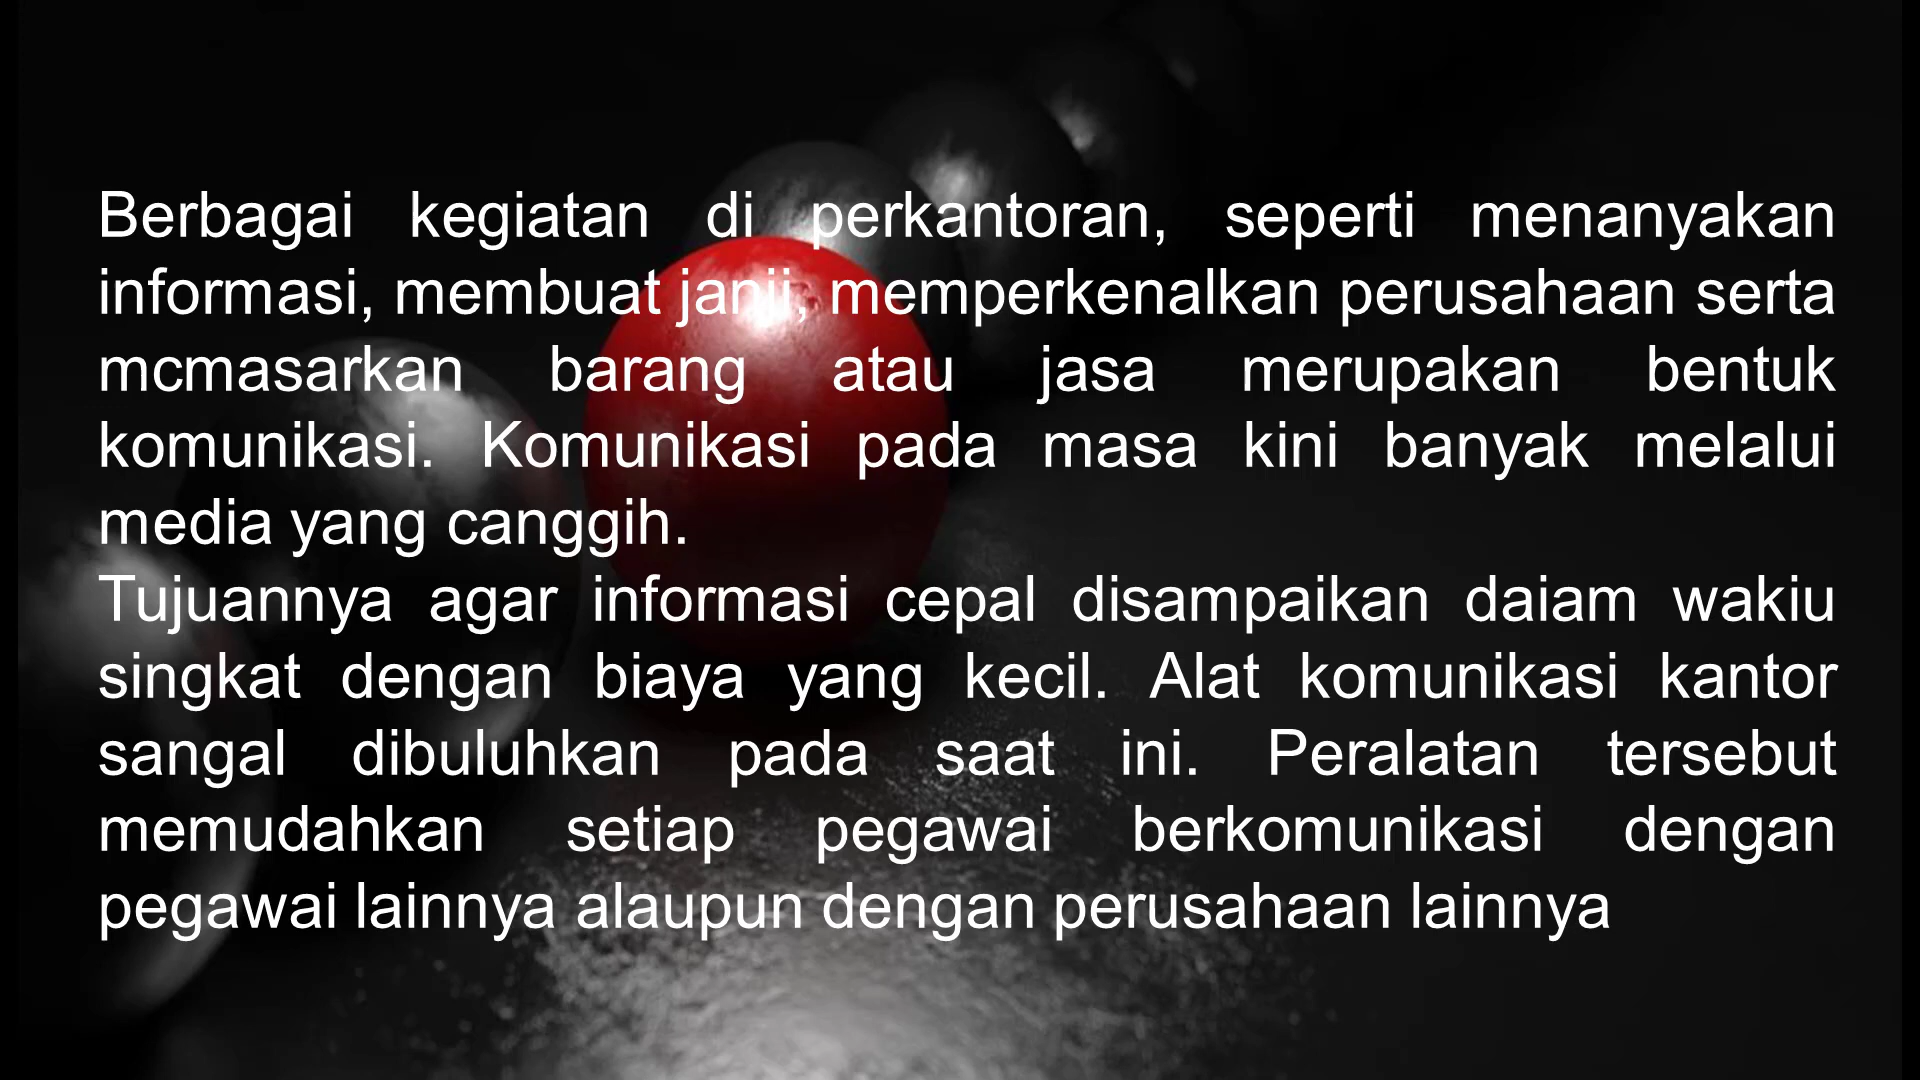 Berbagai kegiatan di perkantoran, seperti menanyakan
informasi, membuat janji, memperkenalkan perusahaan serta
mcmasarkan barang atau jasa merupakan bentuk
komunikasi. Komunikasi pada masa kini banyak melalui
media yang canggih.
Tujuannya agar informasi cepal disampaikan daiam wakiu
singkat dengan biaya yang kecil. Alat komunikasi kantor
sangal dibuluhkan pada saat ini. Peralatan tersebut
memudahkan setiap pegawai berkomunikasi dengan
pegawai lainnya alaupun dengan perusahaan lainnya